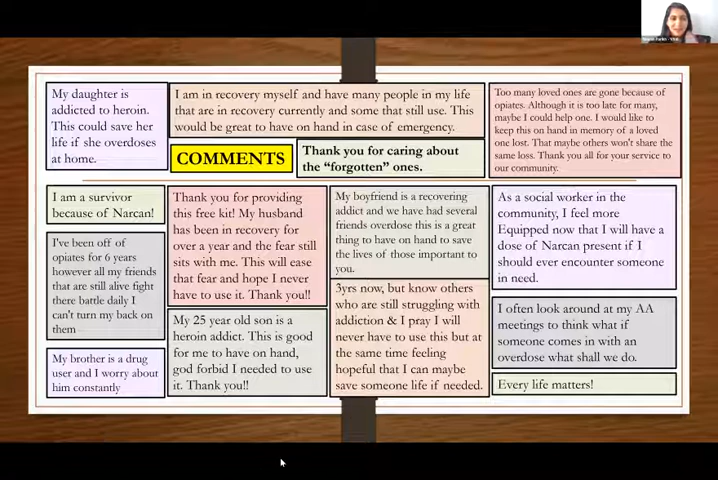 My daughter is
addicted to heroin.
This could save her
life if she overdoses
at home.
I am in recovery myself and have many people in my life
that are in recovery currently and some that still use. This
would be great to have on hand in case of emergency.
Too many loved ones are gone because of
opiates. Although it is too late for many,
maybe I could help one. I would like to
keep this on hand in memory of a loved
one lost. That maybe others won't share the
same loss. Thank you all for your service to
our community.
COMMENTS
Thank you for caring about
the “forgotten” ones.
I am a survivor
because of Narcan!
Thank you for providing
this free kit! My husband
has been in recovery for
over a year and the fear still
sits with me. This will ease
that fear and hope I never
have to use it. Thank you!!
My boyfriend is a recovering
addict and we have had several
friends overdose this is a great
thing to have on hand to save
the lives of those important to
you.
As a social worker in the
community, I feel more
Equipped now that I will have a
dose of Narcan present if I
should ever encounter someone
in need.
I've been off of
opiates for 6 years
however all my friends
that are still alive fight
there battle daily I
can't turn my back on
them
My 25 year old son is a
heroin addict. This is good
for me to have on hand,
god forbid I needed to use
it. Thank you!!
3yrs now, but know others
who are still struggling with
addiction & I pray I will
never have to use this but at
the same time feeling
hopeful that I can maybe
save someone life if needed.
I often look around at my AA
meetings to think what if
someone comes in with an
overdose what shall we do.
My brother is a drug
user and I worry about
him constantly
Every life matters!